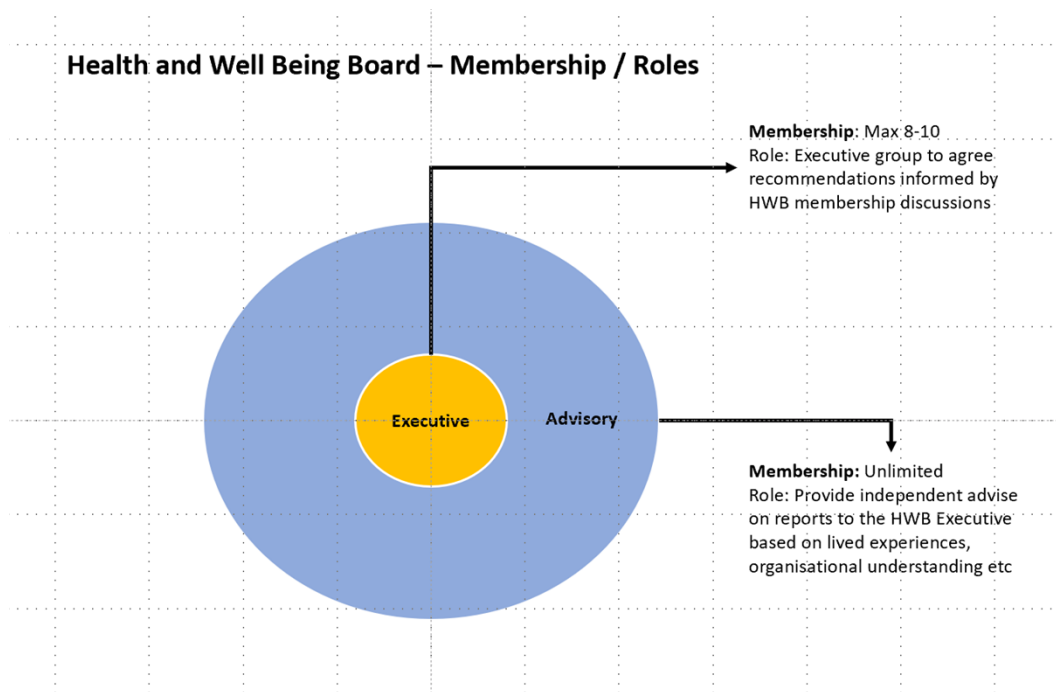 Health and Well Being Board – Membership / Roles
Membership: Max 8-10
Role: Executive group to agree
recommendations informed by
HWB membership discussions
Executive
Advisory
Membership: Unlimited
Role: Provide independent advise
on reports to the HWB Executive
based on lived experiences,
organisational understanding etc